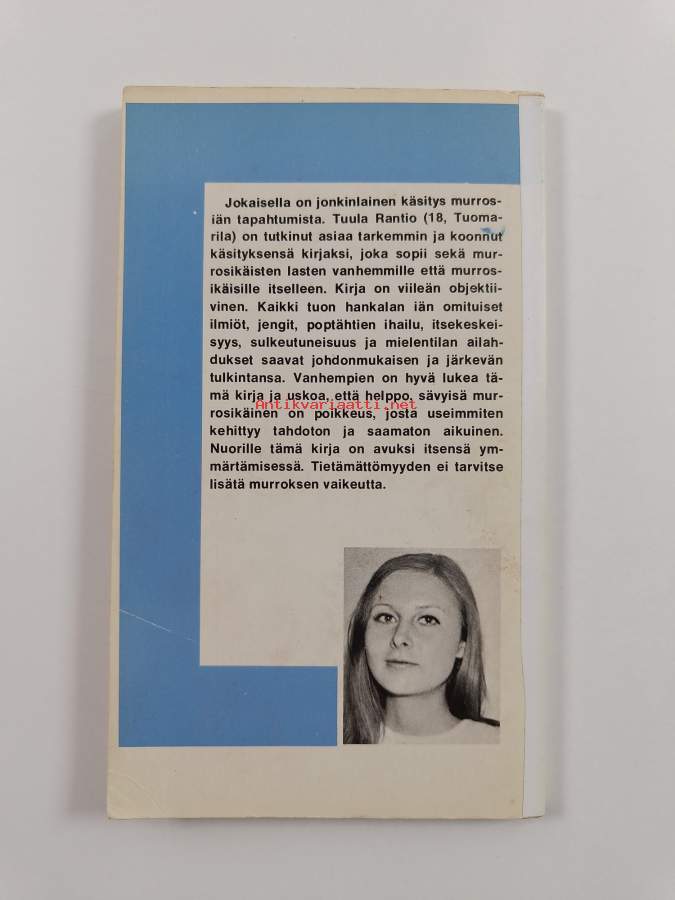 Jokaisella on jonkinlainen käsitys murros-
iän tapahtumista. Tuula Rantio (18, Tuoma-
rila) on tutkinut asiaa tarkemmin ja koonnut
käsityksensä kirjaksi, joka sopii sekä mur-
rosikäisten lasten vanhemmille että murros-
ikäisille itselleen. Kirja on viileän objektii-
vinen. Kaikki tuon hankalan iän omituiset
ilmiöt, jengit, poptähtien ihailu, itsekeskei-
syys, sulkeutuneisuus ja mielentilan ailah-
dukset saavat johdonmukaisen ja järkevän
tulkintansa. Vanhempien on hyvä lukea tä-
mä kirja ja uskoa, että helppo, sävyisä mur-
Antikvariaatti.net
rosikäinen on poikkeus, josta useimmiten
kehittyy tahdoton ja saamaton aikuinen.
Nuorille tämä kirja on avuksi itsensä ym-
märtämisessä. Tietämättömyyden ei tarvitse
lisätä murroksen vaikeutta.